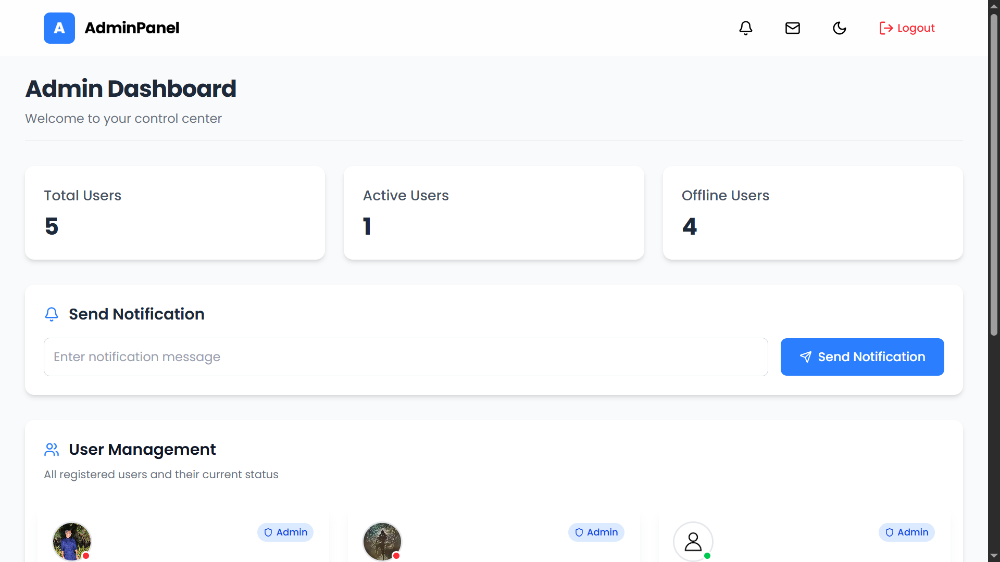 A AdminPanel
Logout
Admin Dashboard
Welcome to your control center
Total Users
5
Active Users
1
Offline Users
4
Send Notification
Enter notification message
Send Notification
User Management
All registered users and their current status
Admin
Admin
Admin